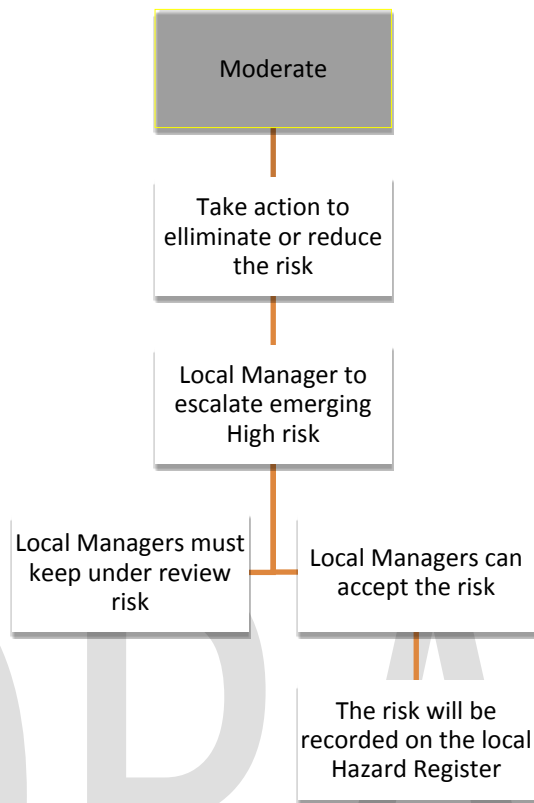 Moderate
Take action to
elliminate or reduce
the risk
Local Manager to
escalate emerging
High risk
Local Managers must
keep under review
risk
Local Managers can
accept the risk
The risk will be
recorded on the local
Hazard Register